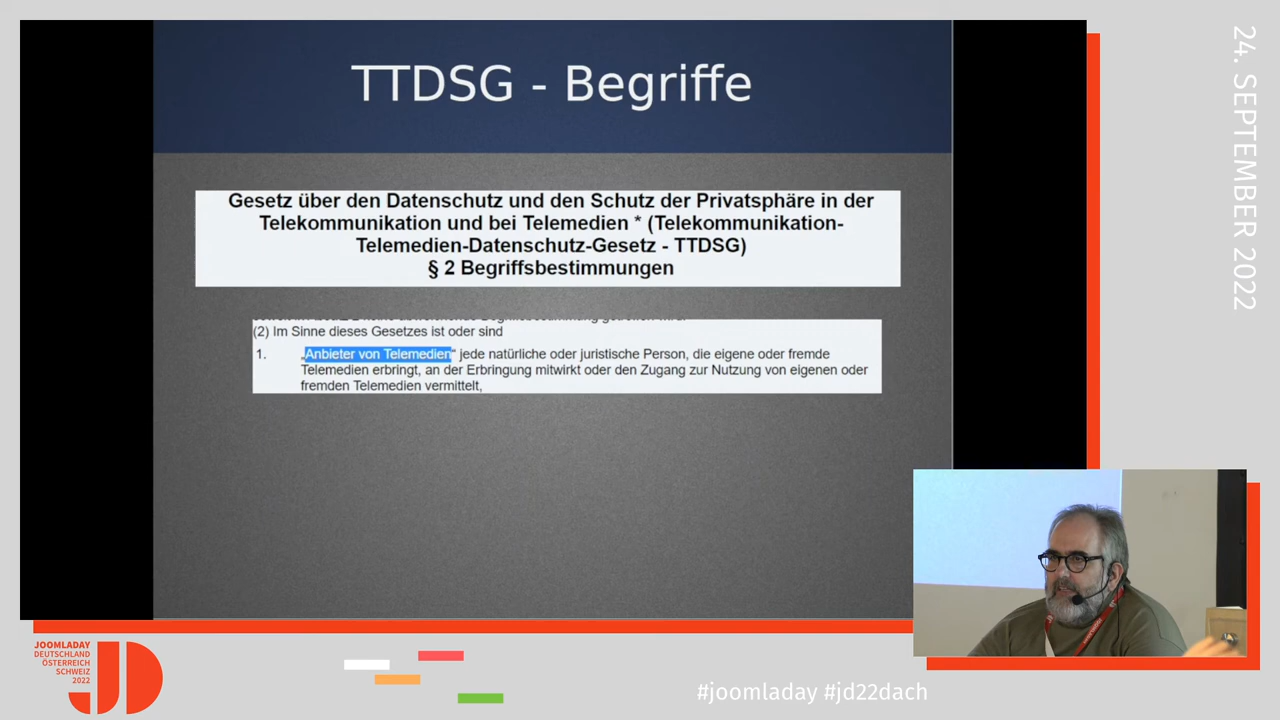 TTDSG - Begriffe
Gesetz über den Datenschutz und den Schutz der Privatsphäre in der
Telekommunikation und bei Telemedien * (Telekommunikation-
Telemedien-Datenschutz-Gesetz - TTDSG)
§ 2 Begriffsbestimmungen
(2) Im Sinne dieses Gesetzes ist oder sind
1. „Anbieter von Telemedien“ jede natürliche oder juristische Person, die eigene oder fremde
Telemedien erbringt, an der Erbringung mitwirkt oder den Zugang zur Nutzung von eigenen oder
fremden Telemedien vermittelt,
24. SEPTEMBER 2022
JOOMLADAY
DEUTSCHLAND
ÖSTERREICH
SCHWEIZ
2022
JD
#joomladay #jd22dach